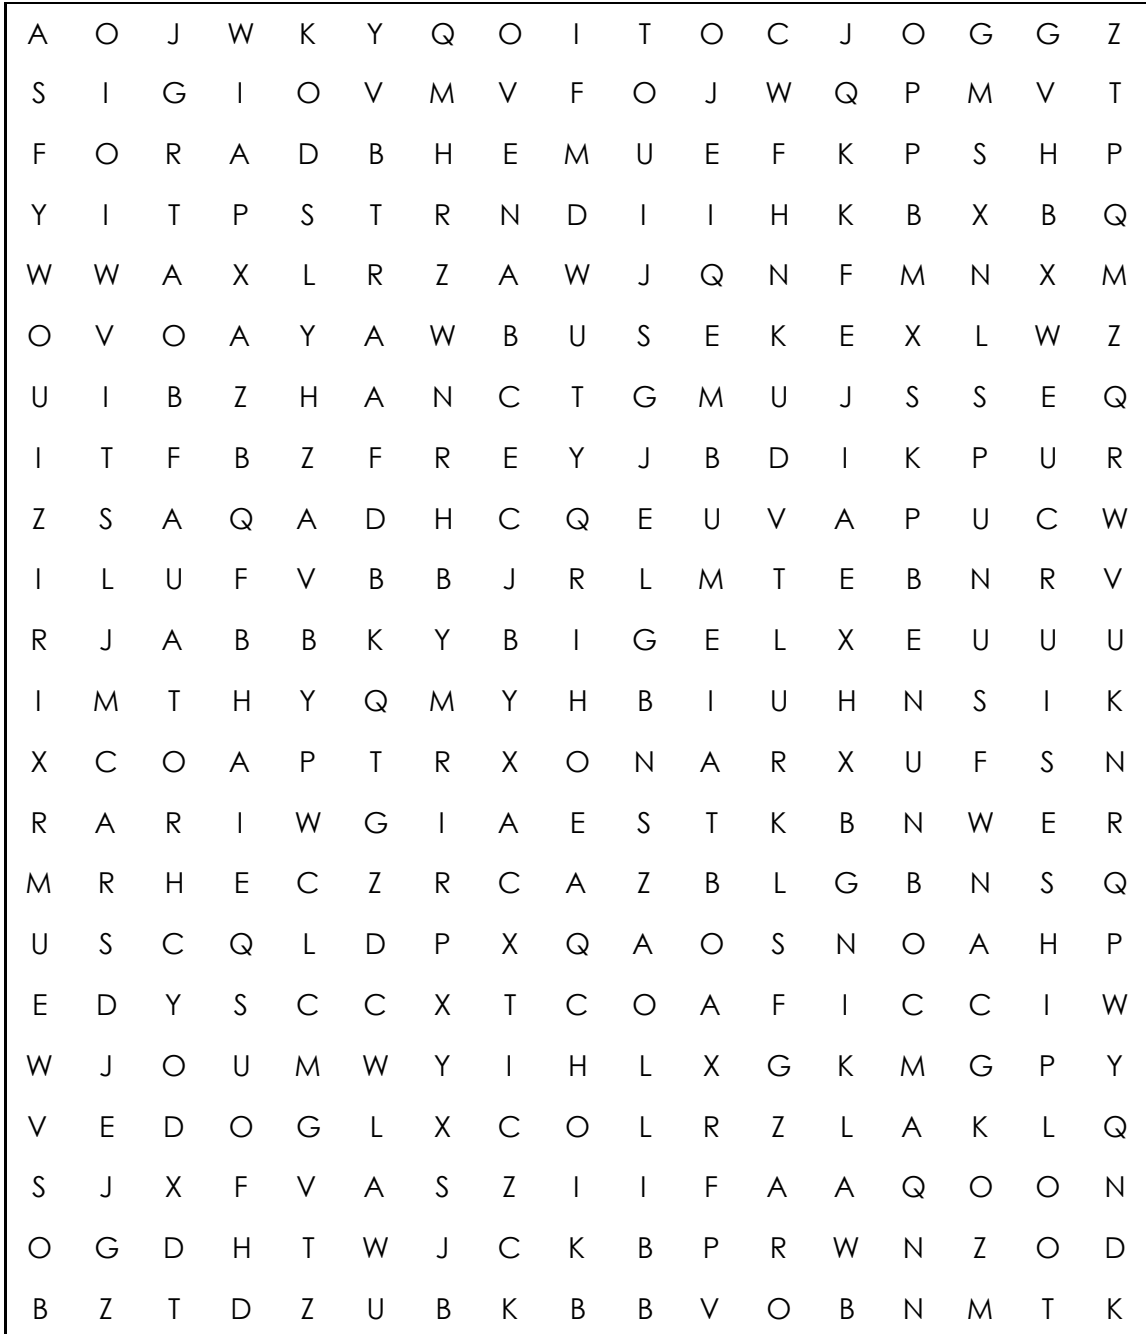 A O J W K Y Q O I T O C J O G G Z
S I G I O V M V F O J W Q P M V T
F O R A D B H E M U E F K P S H P
Y I T P S T R N D I I H K B X B Q
W W A X L R Z A W J Q N F M N X M
O V O A Y A W B U S E K E X L W Z
U I B Z H A N C T G M U J S S E Q
I T F B Z F R E Y J B D I K P U R
Z S A Q A D H C Q E U V A P U C W
I L U F V B B J R L M T E B N R V
R J A B B K Y B I G E L X E U U U
I M T H Y Q M Y H B I U H N S I K
X C O A P T R X O N A R X U F S N
R A R I W G I A E S T K B N W E R
M R H E C Z R C A Z B L G B N S Q
U S C Q L D P X Q A O S N O A H P
E D Y S C C X T C O A F I C C I W
W J O U M W Y I H L X G K M G P Y
V E D O G L X C O L R Z L A K L Q
S J X F V A S Z I I F A A Q O O N
O G D H T W J C K B P R W N Z O D
B Z T D Z U B K B B V O B N M T K